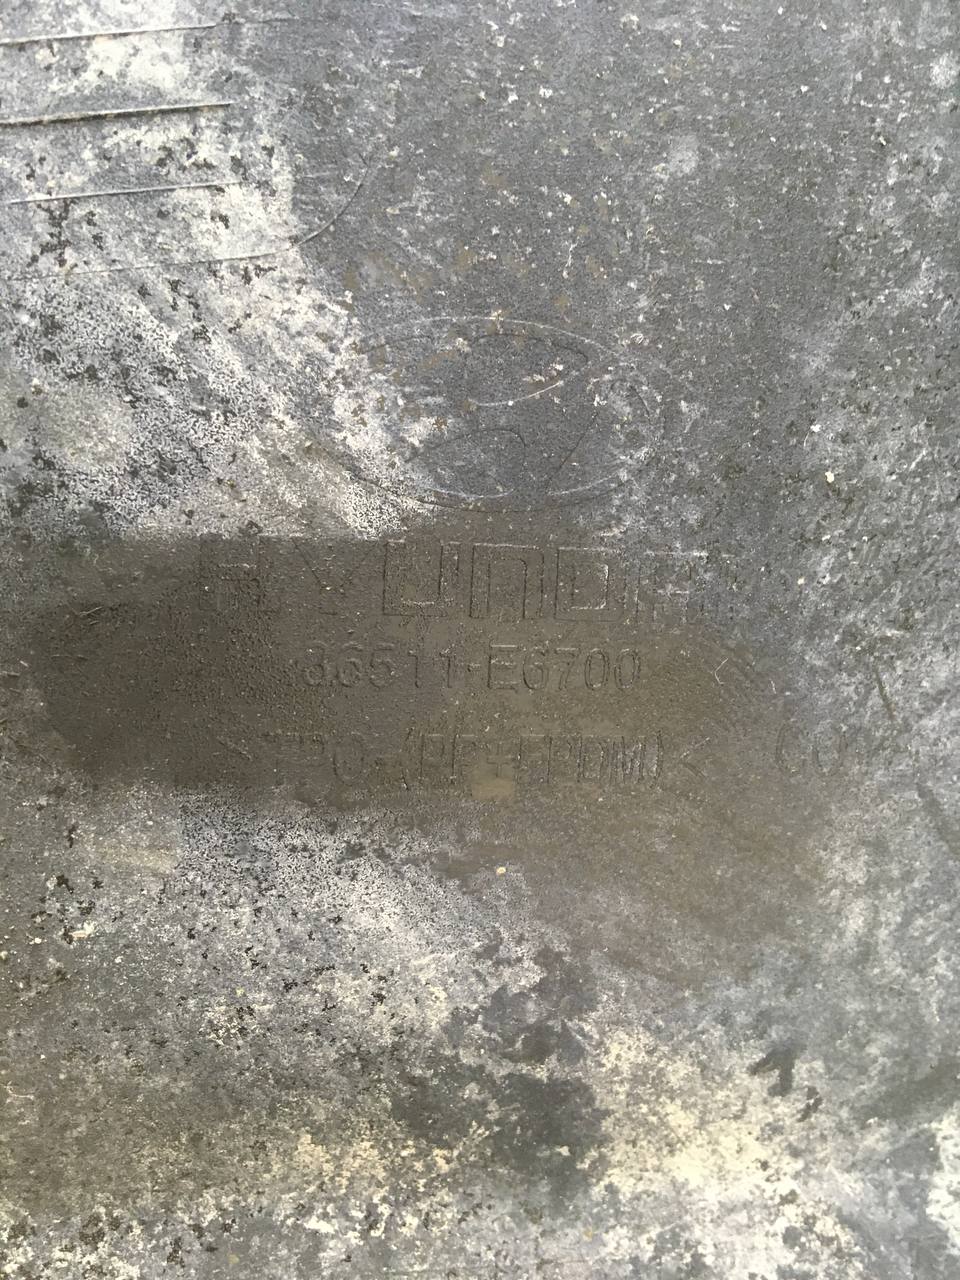 HYUNDAI
86511-E6700
>TPO-(PP+EPDM)<